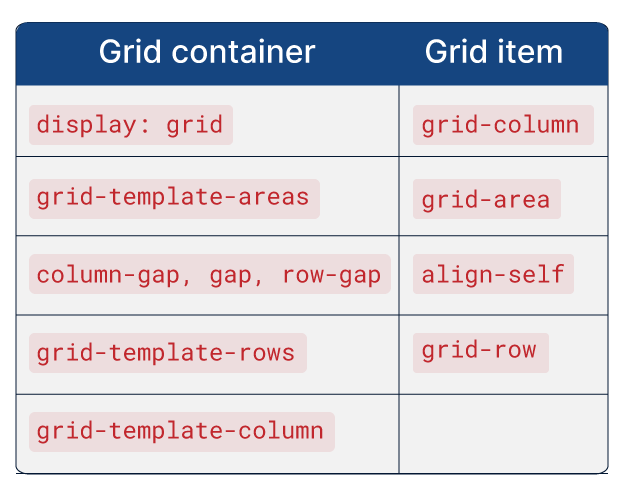 Grid container Grid item
display: grid grid-column
grid-template-areas grid-area
column-gap, gap, row-gap align-self
grid-template-rows grid-row
grid-template-column